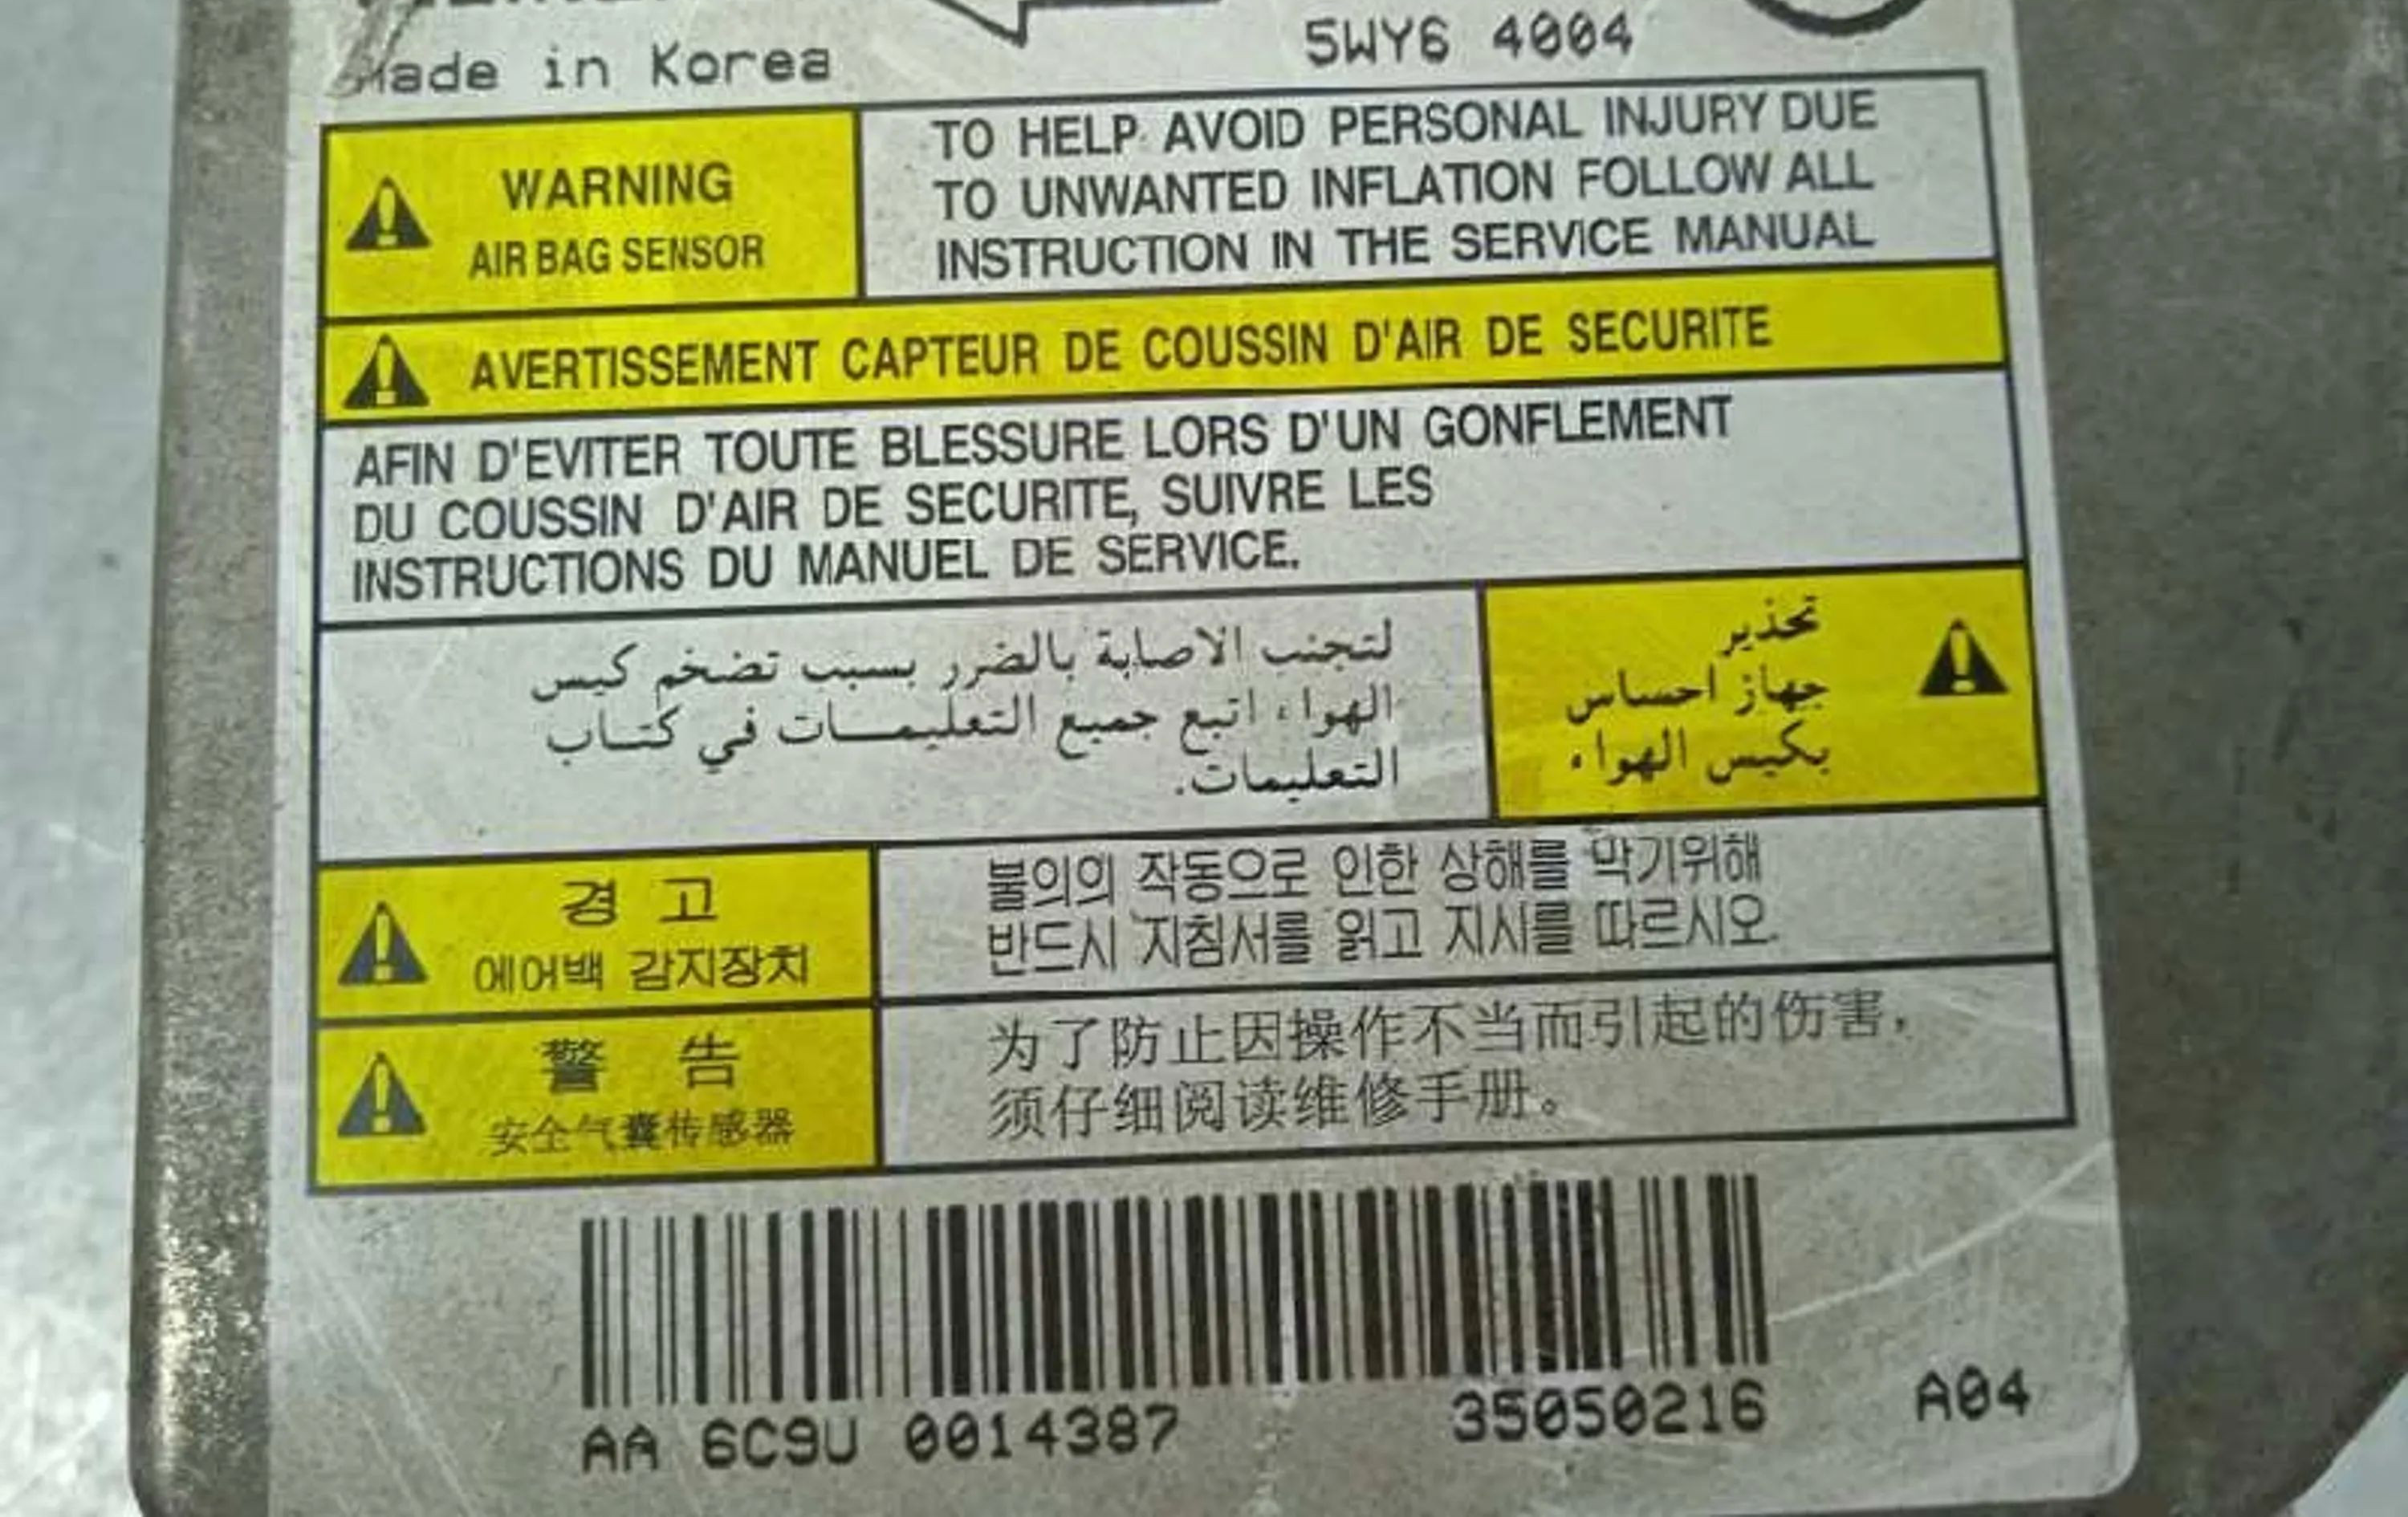 Made in Korea
5WY6 4004
WARNING
AIR BAG SENSOR
TO HELP AVOID PERSONAL INJURY DUE
TO UNWANTED INFLATION FOLLOW ALL
INSTRUCTION IN THE SERVICE MANUAL
AVERTISSEMENT CAPTEUR DE COUSSIN D'AIR DE SECURITE
AFIN D'EVITER TOUTE BLESSURE LORS D'UN GONFLEMENT
DU COUSSIN D'AIR DE SECURITE, SUIVRE LES
INSTRUCTIONS DU MANUEL DE SERVICE.
تحذير
جهاز احساس
بكيس الهواء
لتجنب الاصابة بالضرر بسبب تضخم كيس
الهواء اتبع جميع التعليمات في كتاب
التعليمات.
경 고
에어백 감지장치
불의의 작동으로 인한 상해를 막기위해
반드시 지침서를 읽고 지시를 따르시오.
警 告
安全气囊传感器
为了防止因操作不当而引起的伤害,
须仔细阅读维修手册。
AA 6C9U 0014387
35050216
A04